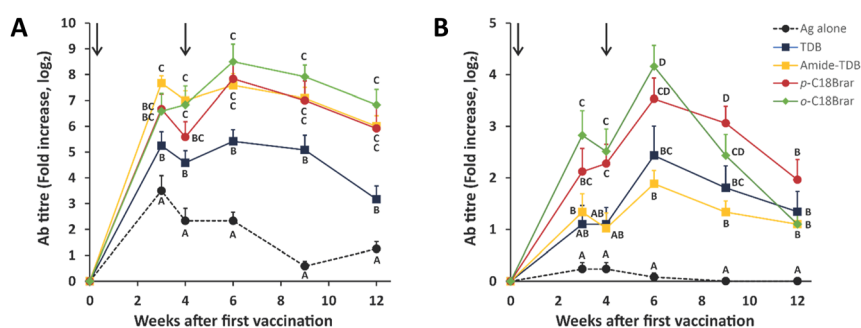 A
B
Ag alone
TDB
Amide-TDB
p-C18Brar
o-C18Brar
Ab titre (Fold increase, log₂)
10
9
8
7
6
5
4
3
2
1
0
C
C
C
C
C
BC
BC
BC
C
C
C
C
C
C
B
B
B
B
B
A
A
A
A
A
0
2
4
6
8
10
12
Weeks after first vaccination
Ab titre (Fold increase, log₂)
5
4
3
2
1
0
D
C
C
CD
D
B
BC
C
BC
CD
BC
B
AB
AB
AB
B
B
B
B
B
A
A
A
A
A
0
2
4
6
8
10
12
Weeks after first vaccination